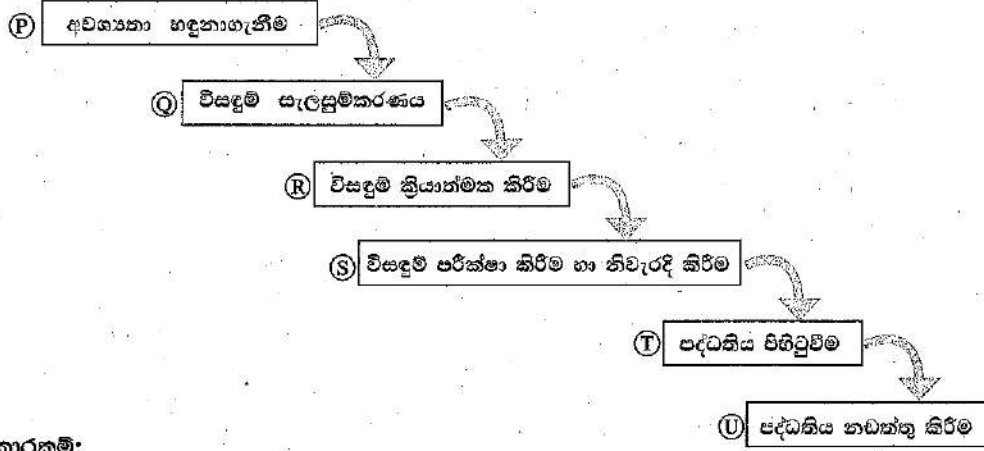 Ⓟ අවශ්‍යතා හඳුනාගැනීම
Ⓠ විසඳුම් සැලසුම්කරණය
Ⓡ විසඳුම් ක්‍රියාත්මක කිරීම
Ⓢ විසඳුම් පරීක්ෂා කිරීම හා නිවැරදි කිරීම
Ⓣ පද්ධතිය පිහිටුවීම
Ⓤ පද්ධතිය නඩත්තු කිරීම